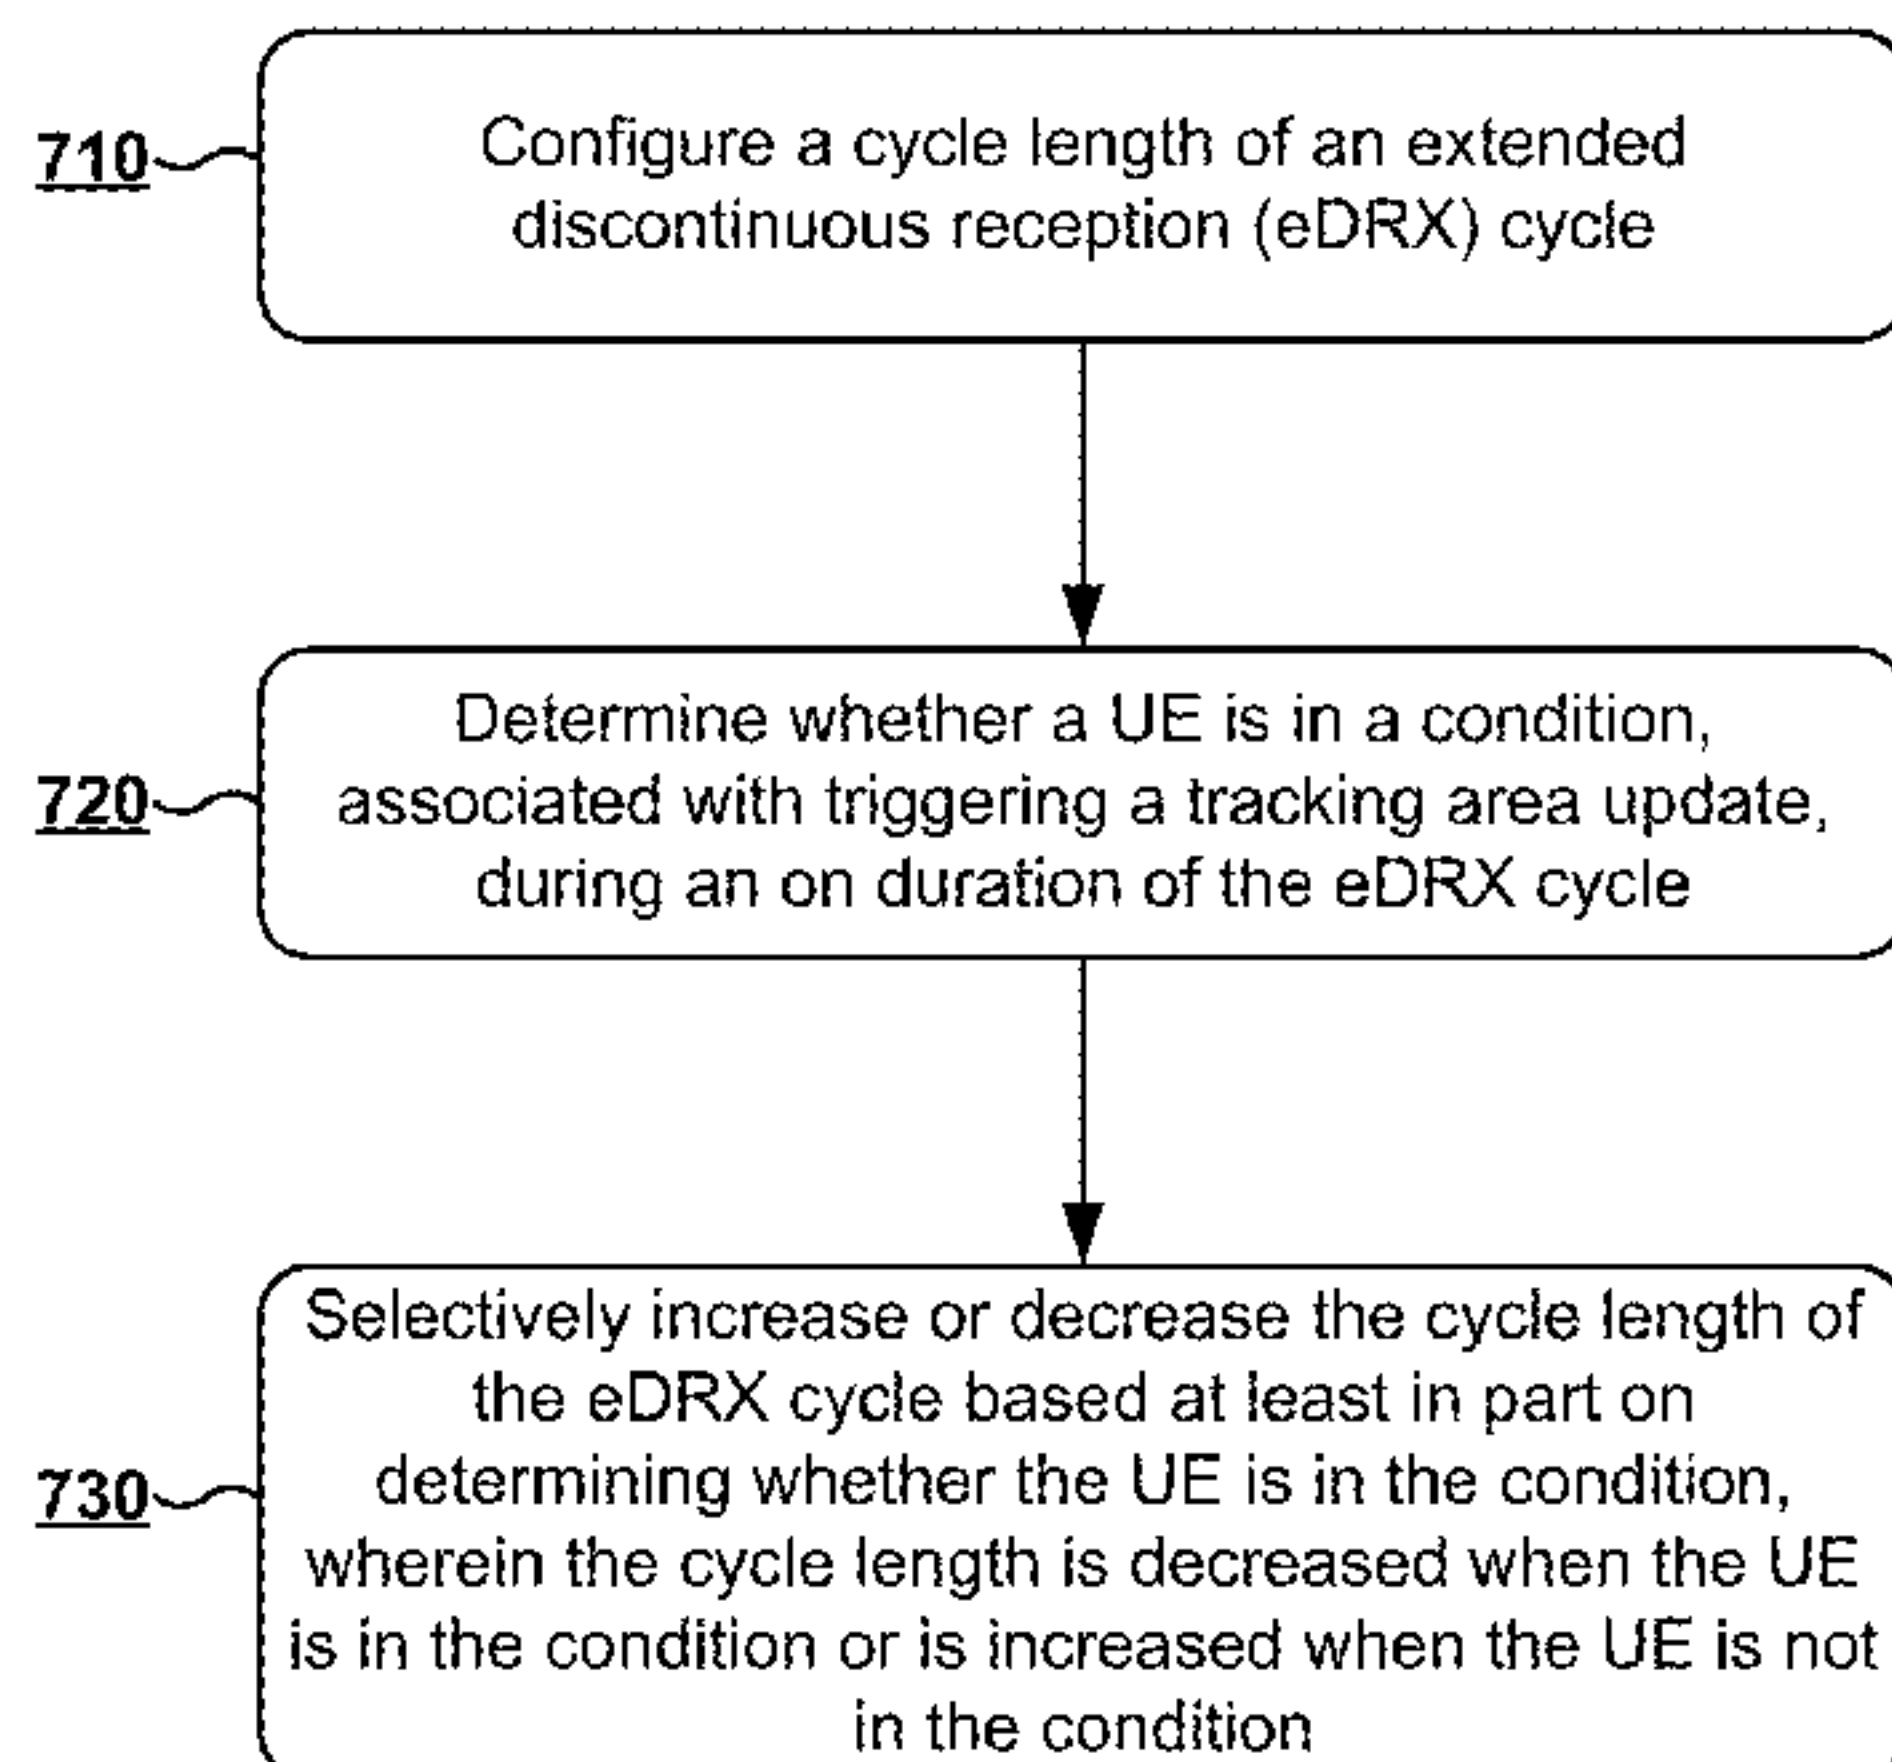 710
Configure a cycle length of an extended
discontinuous reception (eDRX) cycle
720
Determine whether a UE is in a condition,
associated with triggering a tracking area update,
during an on duration of the eDRX cycle
730
Selectively increase or decrease the cycle length of
the eDRX cycle based at least in part on
determining whether the UE is in the condition,
wherein the cycle length is decreased when the UE
is in the condition or is increased when the UE is not
in the condition